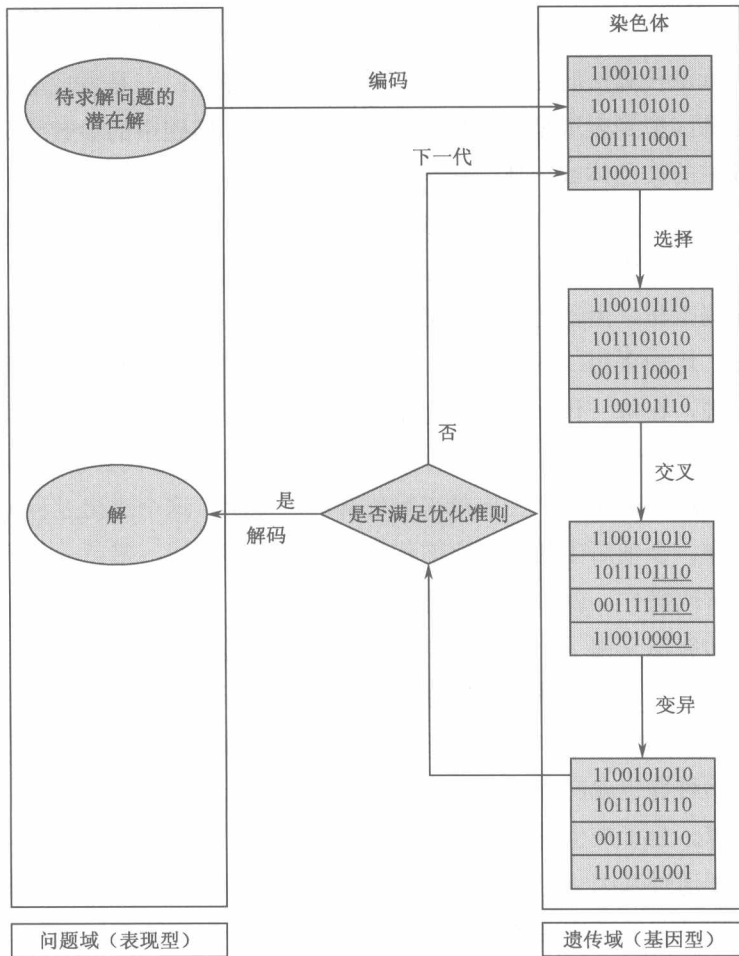 染色体
待求解问题的
潜在解
编码
1100101110
1011101010
0011110001
1100011001
下一代
选择
1100101110
1011101010
0011110001
1100101110
否
交叉
解
是
解码
是否满足优化准则
1100101010
1011101110
0011111110
1100100001
变异
1100101010
1011101110
0011111110
1100101001
问题域（表现型）
遗传域（基因型）